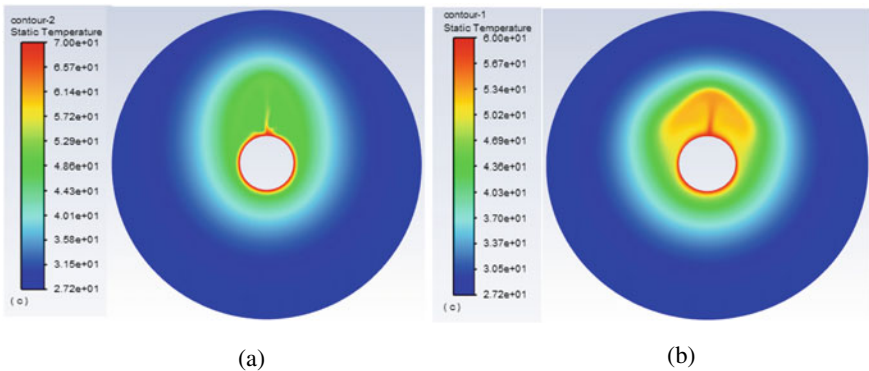 contour-2
Static Temperature
7.00e+01
6.57e+01
6.14e+01
5.72e+01
5.29e+01
4.86e+01
4.43e+01
4.01e+01
3.58e+01
3.15e+01
2.72e+01
( c )
(a)
contour-1
Static Temperature
6.00e+01
5.67e+01
5.34e+01
5.02e+01
4.69e+01
4.36e+01
4.03e+01
3.70e+01
3.37e+01
3.05e+01
2.72e+01
( c )
(b)